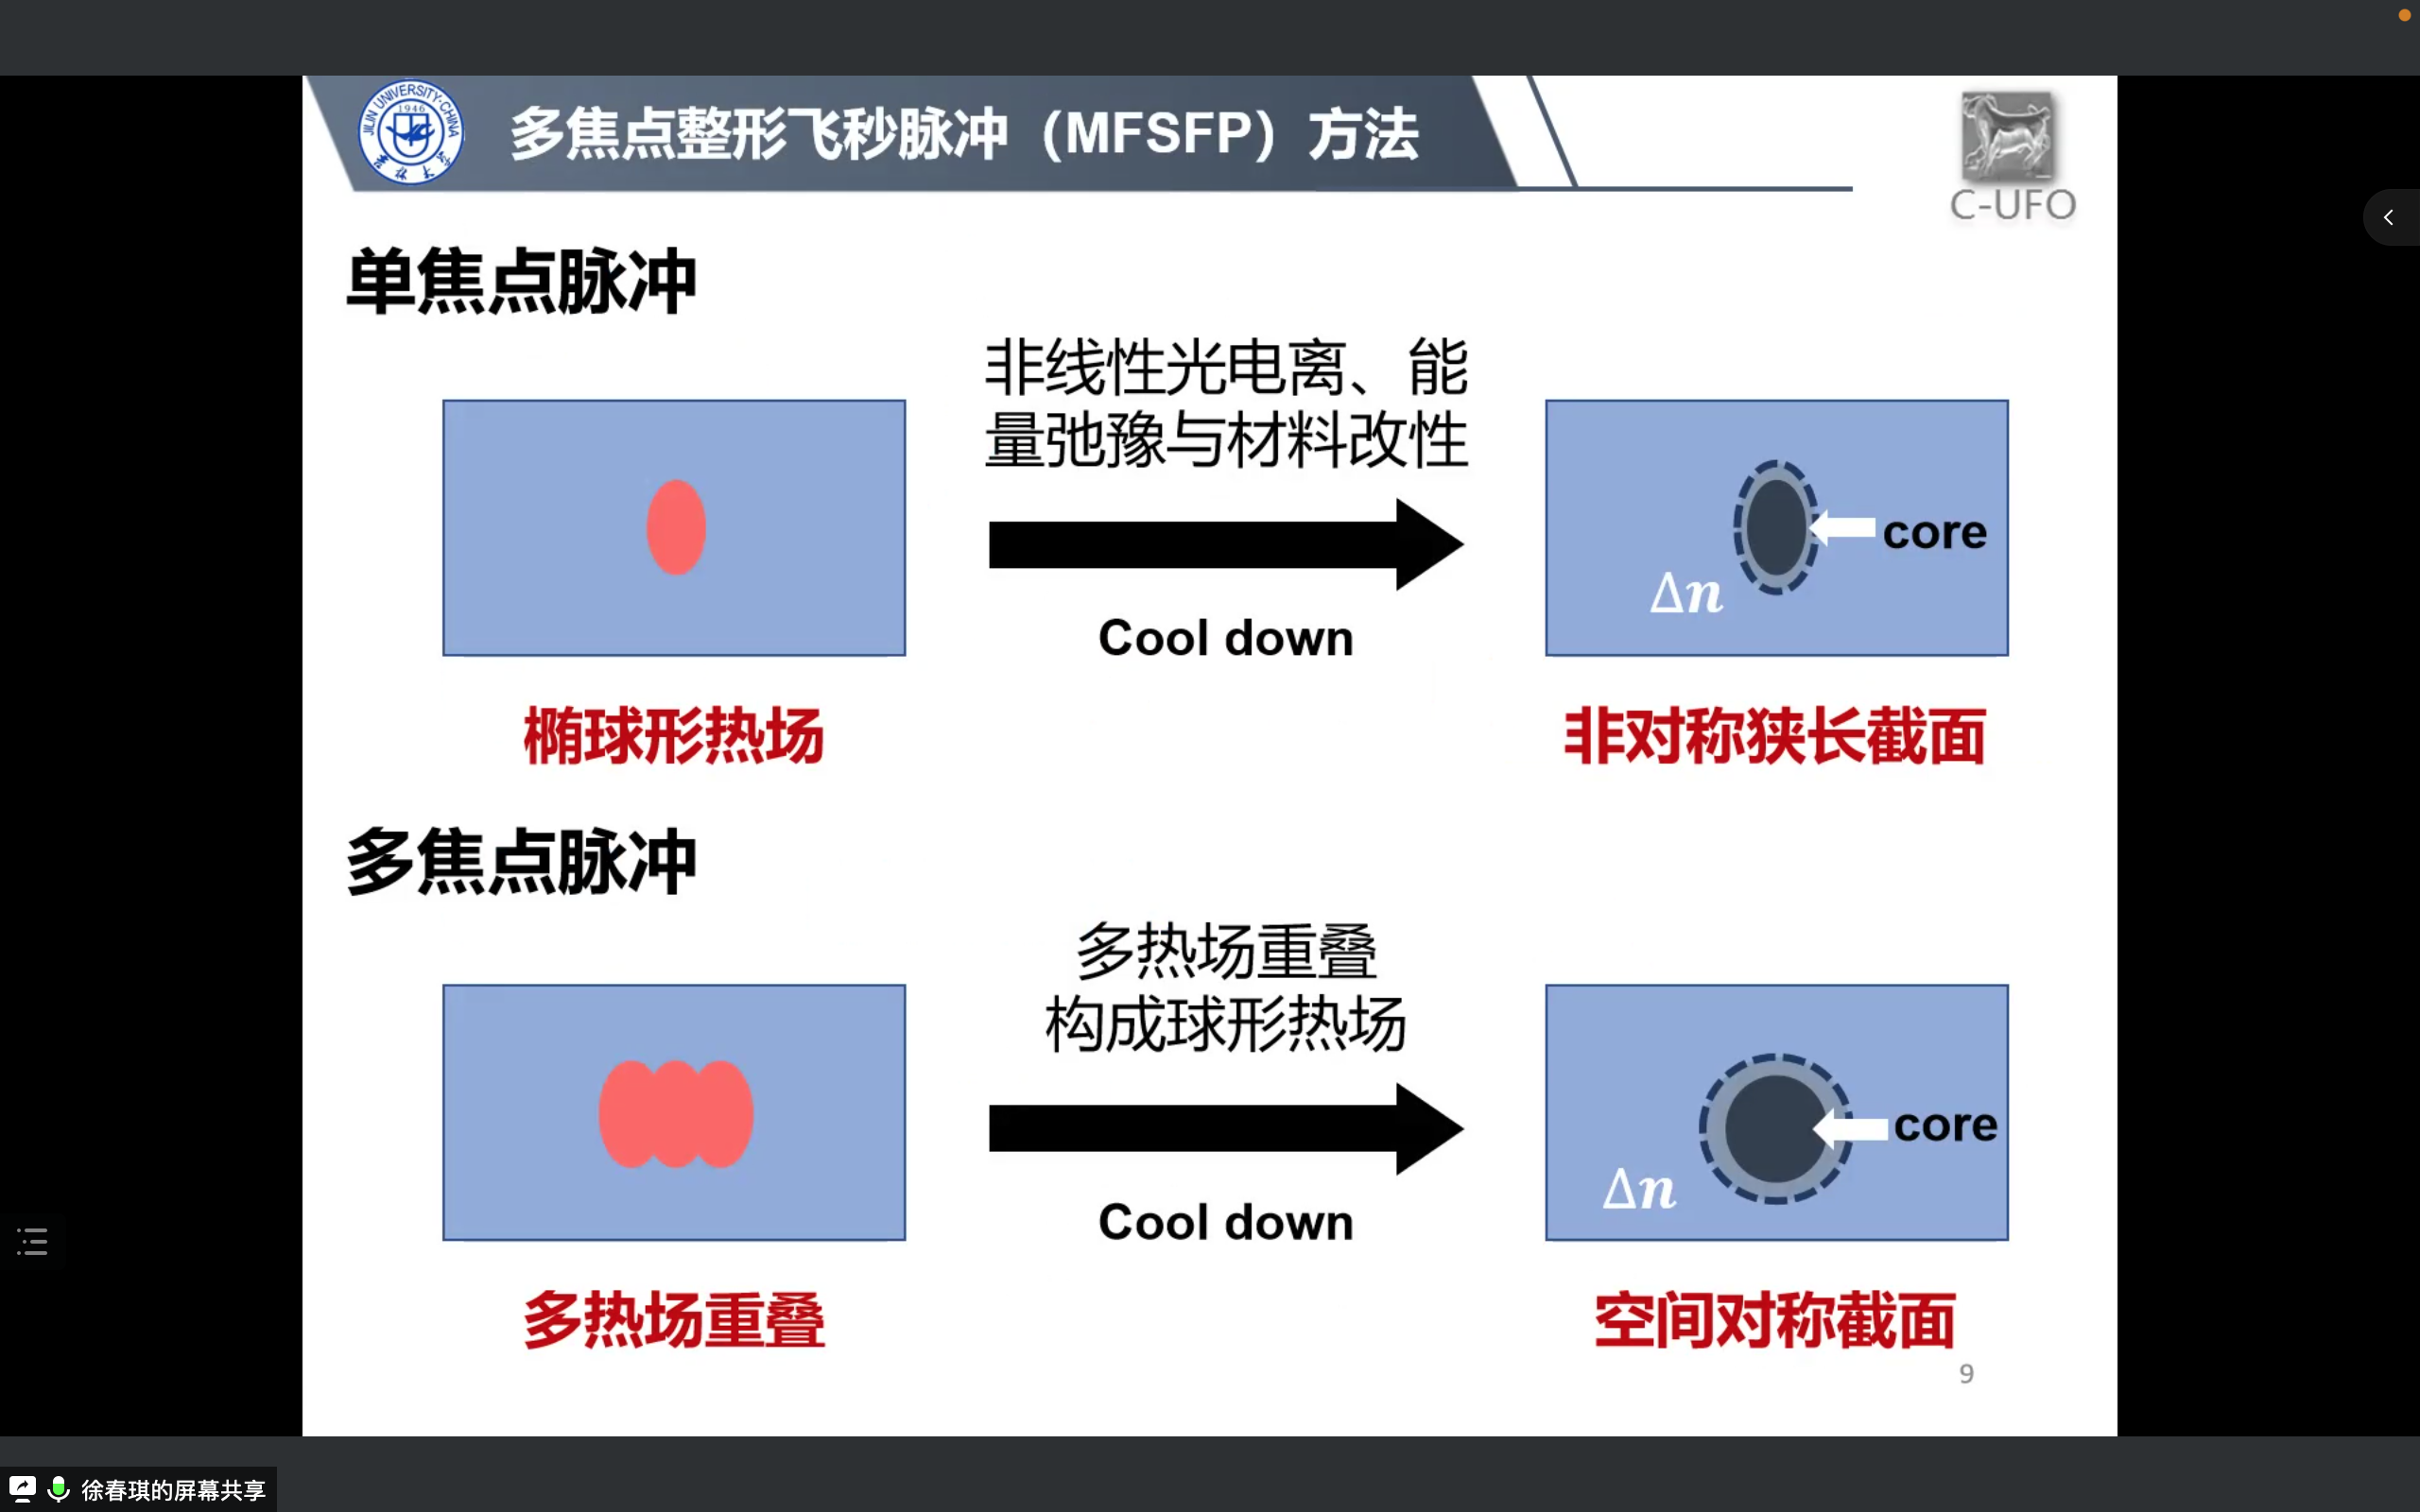 JILIN UNIVERSITY·CHINA
1946
多焦点整形飞秒脉冲（MFSFP）方法
C-UFO
单焦点脉冲
非线性光电离、能
量弛豫与材料改性
core
Δn
Cool down
椭球形热场
非对称狭长截面
多焦点脉冲
多热场重叠
构成球形热场
core
Δn
Cool down
多热场重叠
空间对称截面
9
徐春琪的屏幕共享